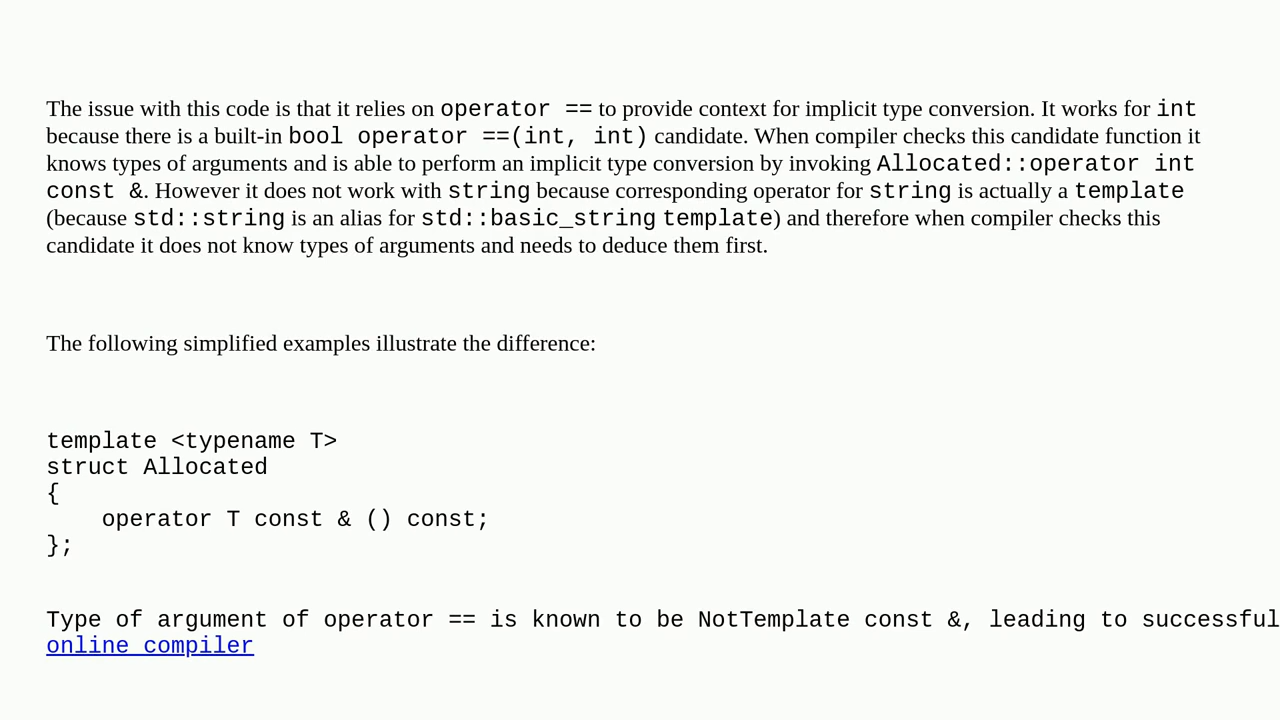 The issue with this code is that it relies on operator == to provide context for implicit type conversion. It works for int
because there is a built-in bool operator ==(int, int) candidate. When compiler checks this candidate function it
knows types of arguments and is able to perform an implicit type conversion by invoking Allocated::operator int
const &. However it does not work with string because corresponding operator for string is actually a template
(because std::string is an alias for std::basic_string template) and therefore when compiler checks this
candidate it does not know types of arguments and needs to deduce them first.
The following simplified examples illustrate the difference:
template <typename T>
struct Allocated
{
    operator T const & () const;
};
Type of argument of operator == is known to be NotTemplate const &, leading to successful
online compiler